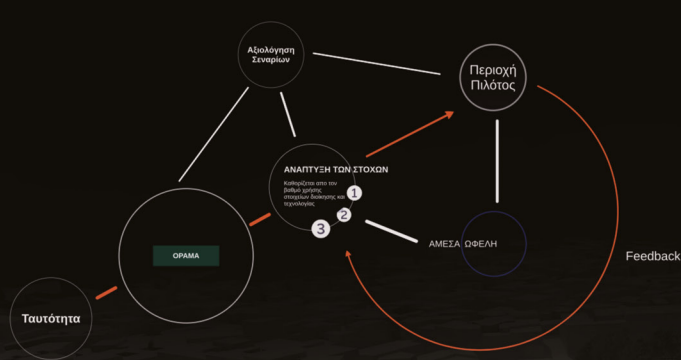 Αξιολόγηση
Σεναρίων
Περιοχή
Πιλότος
ΑΝΑΠΤΥΞΗ ΤΩΝ ΣΤΟΧΩΝ
Καθορίζεται απο τον
βαθμό χρήσης
στοιχείων διοίκησης και
τεχνολογίας
1
2
3
ΑΜΕΣΑ ΩΦΕΛΗ
ΟΡΑΜΑ
Feedback
Ταυτότητα